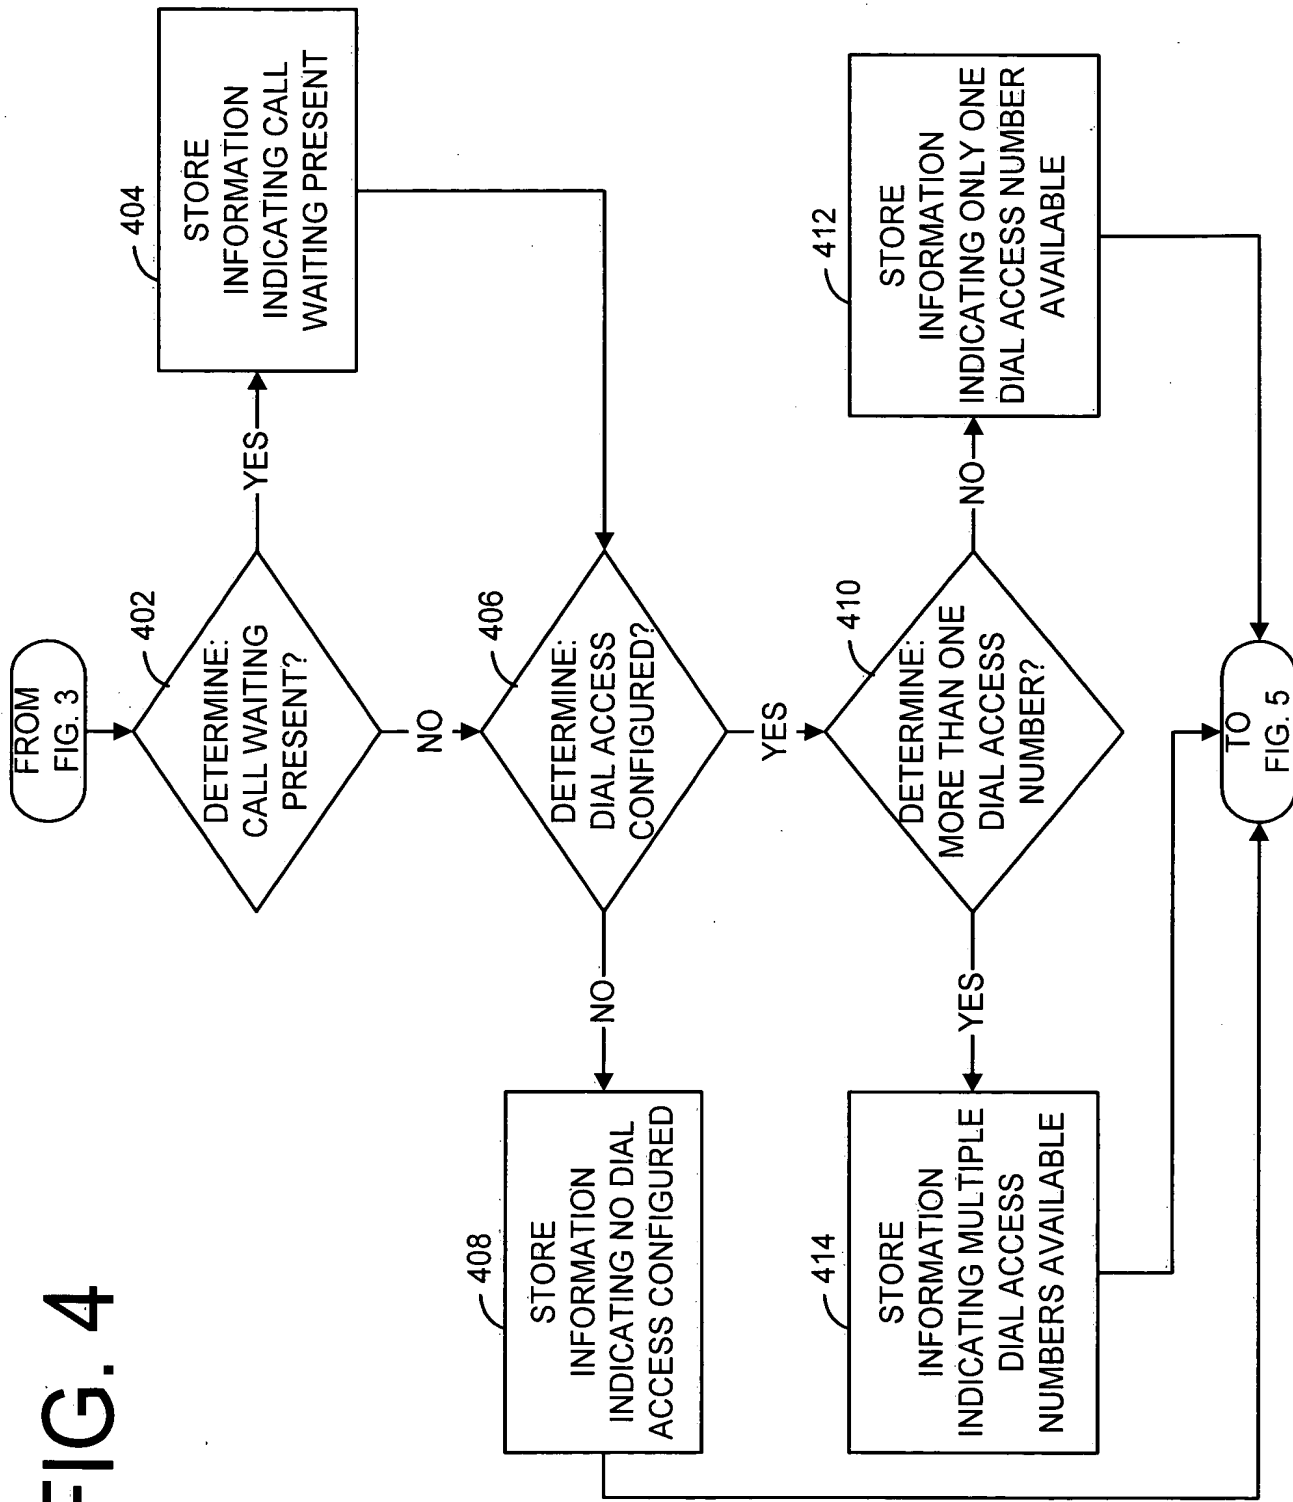 FIG. 4
FROM
FIG. 3
402
DETERMINE:
CALL WAITING
PRESENT?
YES
404
STORE
INFORMATION
INDICATING CALL
WAITING PRESENT
NO
406
DETERMINE:
DIAL ACCESS
CONFIGURED?
NO
408
STORE
INFORMATION
INDICATING NO DIAL
ACCESS CONFIGURED
YES
410
DETERMINE:
MORE THAN ONE
DIAL ACCESS
NUMBER?
NO
412
STORE
INFORMATION
INDICATING ONLY ONE
DIAL ACCESS NUMBER
AVAILABLE
YES
414
STORE
INFORMATION
INDICATING MULTIPLE
DIAL ACCESS
NUMBERS AVAILABLE
TO
FIG. 5